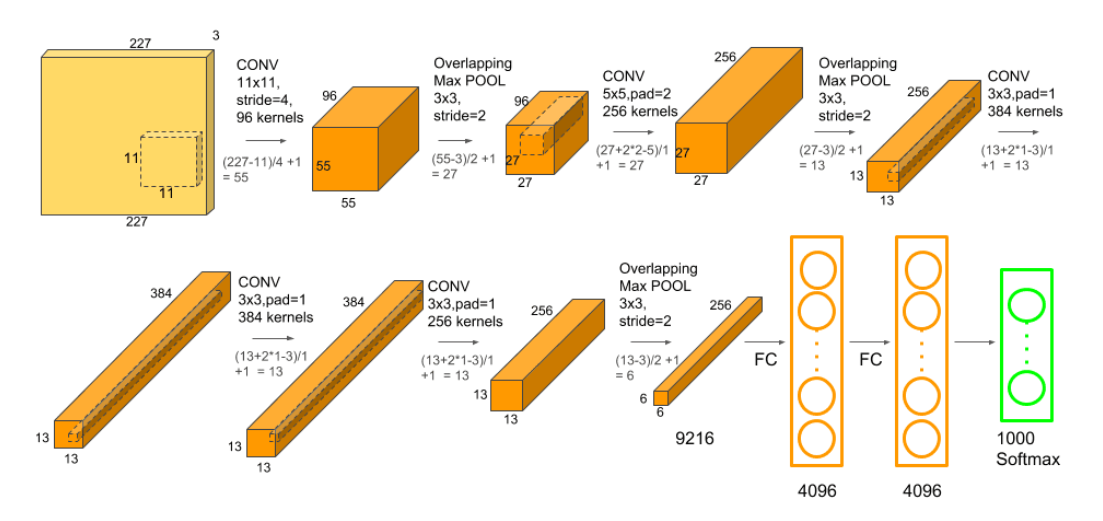 227
3
CONV
11x11,
stride=4,
96 kernels
(227-11)/4 +1
= 55
11
11
227
96
55
55
Overlapping
Max POOL
3x3,
stride=2
(55-3)/2 +1
= 27
96
27
27
CONV
5x5,pad=2
256 kernels
(27+2*2-5)/1
+1 = 27
256
27
27
Overlapping
Max POOL
3x3,
stride=2
(27-3)/2 +1
= 13
256
13
13
CONV
3x3,pad=1
384 kernels
(13+2*1-3)/1
+1 = 13
384
13
13
CONV
3x3,pad=1
384 kernels
(13+2*1-3)/1
+1 = 13
384
13
13
CONV
3x3,pad=1
256 kernels
(13+2*1-3)/1
+1 = 13
256
13
13
Overlapping
Max POOL
3x3,
stride=2
(13-3)/2 +1
= 6
256
6
6
9216
FC
4096
FC
4096
1000
Softmax